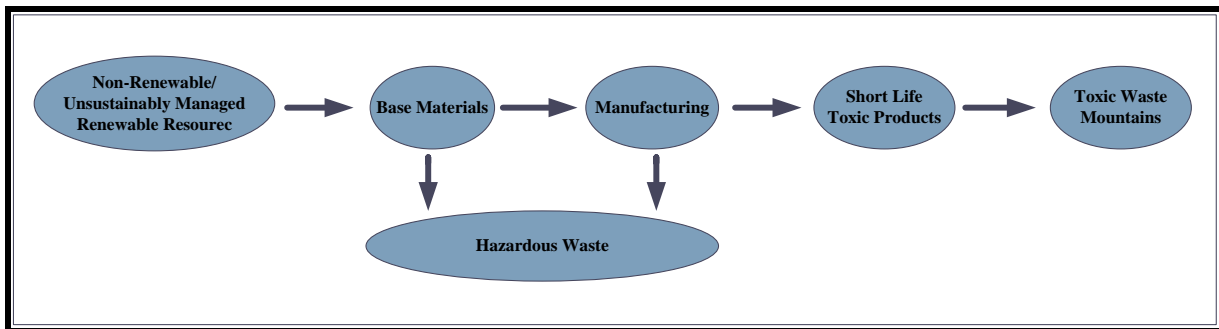 Non-Renewable/
Unsustainably Managed
Renewable Resourec
Base Materials
Manufacturing
Short Life
Toxic Products
Toxic Waste
Mountains
Hazardous Waste